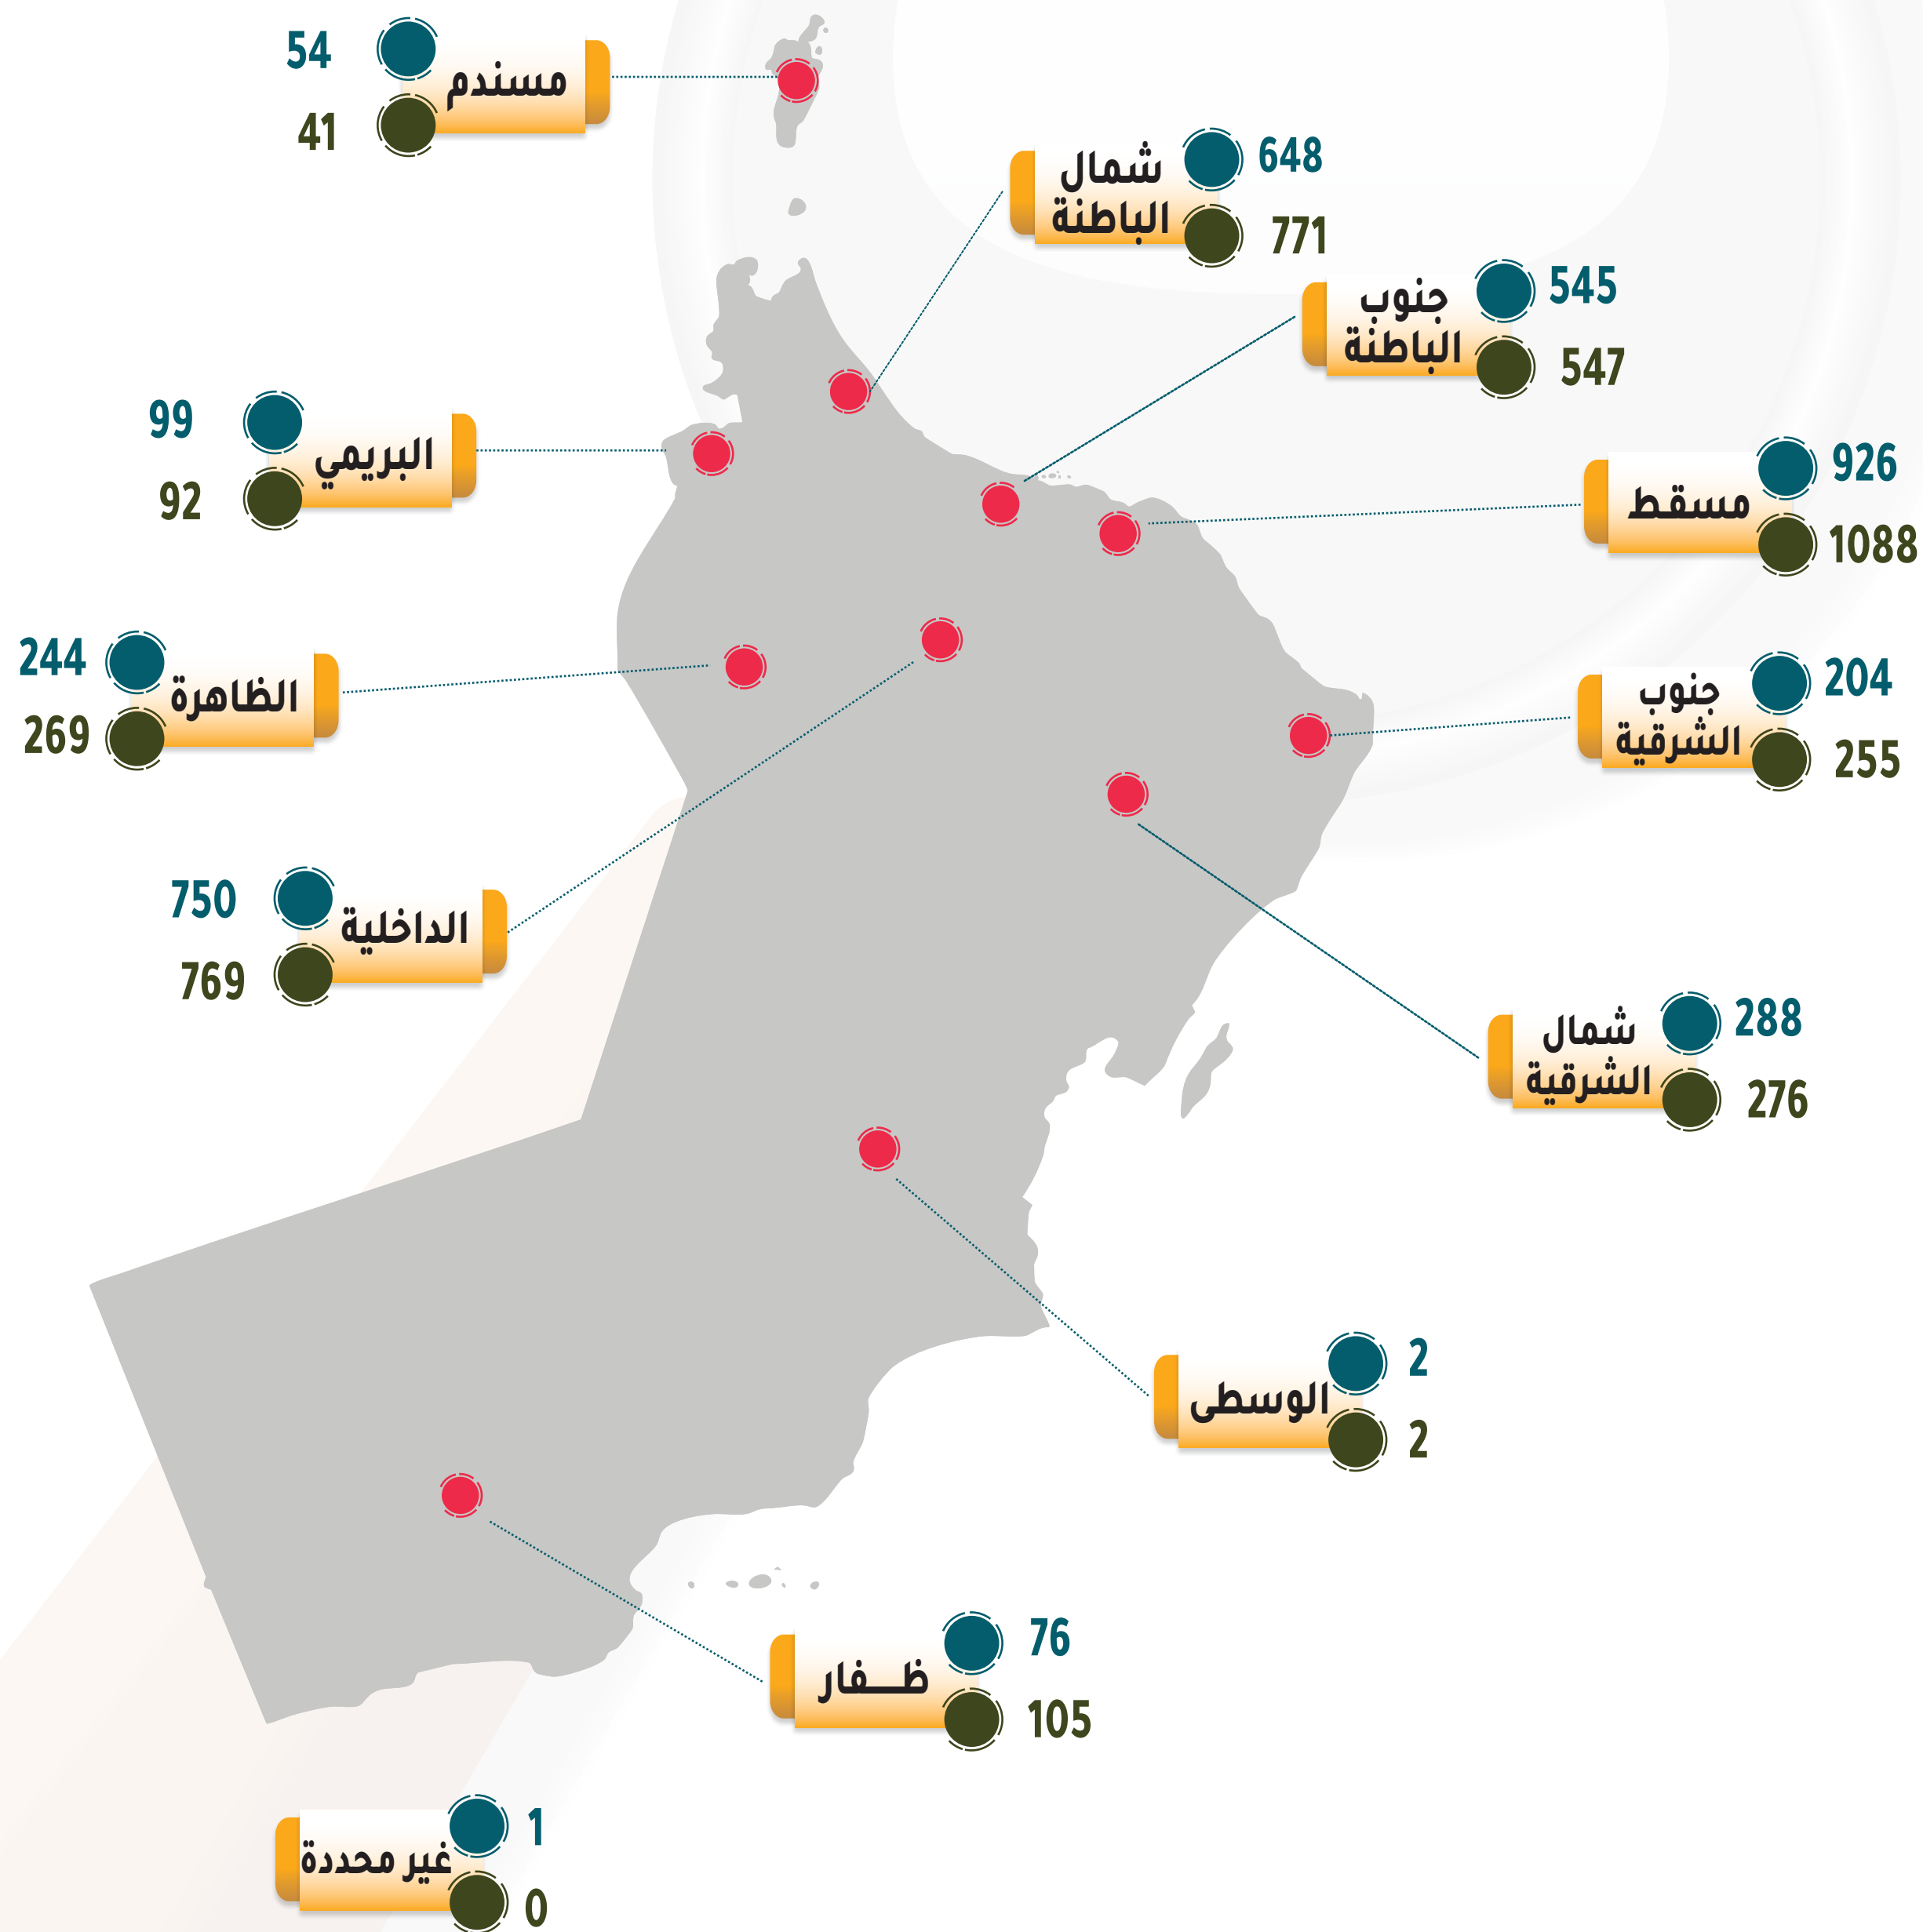 54
مسندم
41
648
شمال
الباطنة
771
545
جنوب
الباطنة
547
99
البريمي
92
926
مسقط
1088
244
الظاهرة
269
204
جنوب
الشرقية
255
750
الداخلية
769
288
شمال
الشرقية
276
2
الوسطى
2
76
ظـــفار
105
1
غير محددة
0